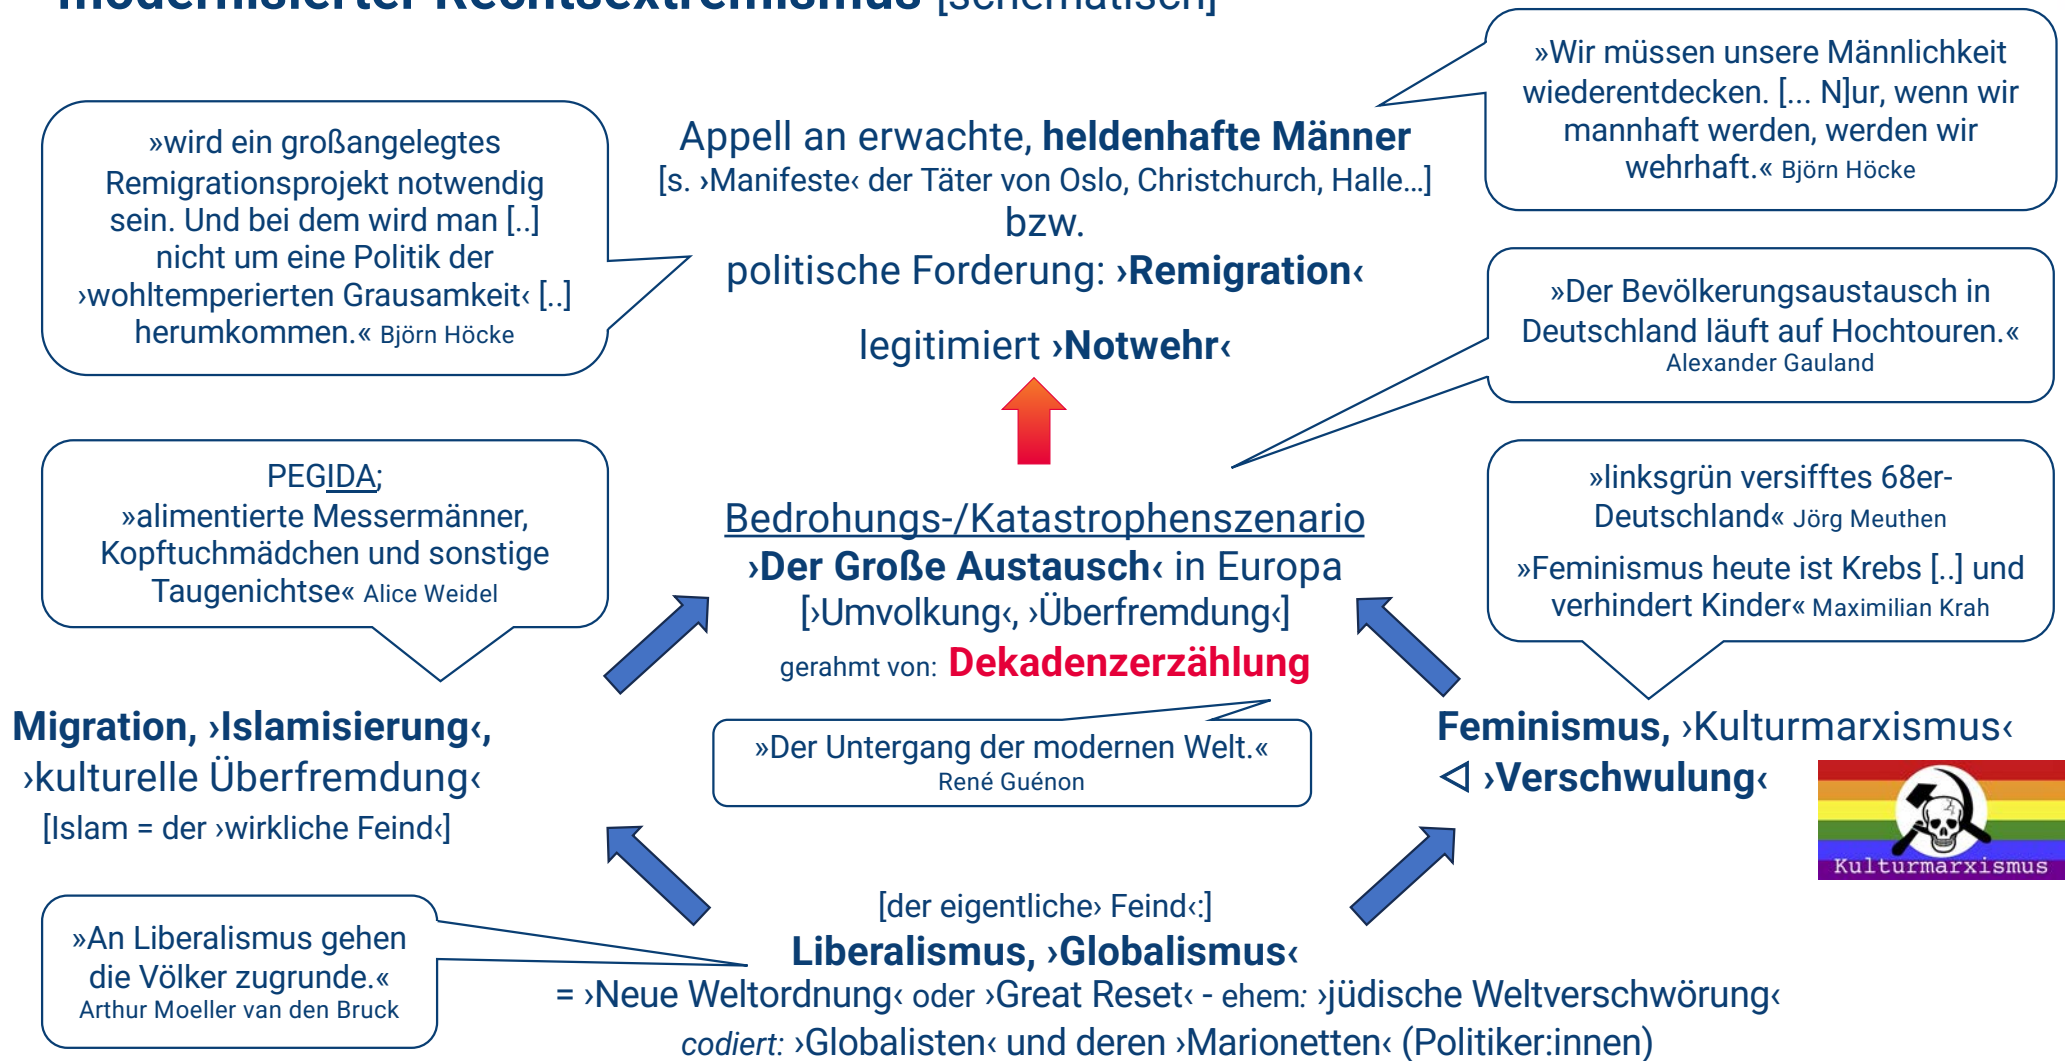 modernisierter Rechtsextremismus [schematisch]
»Wir müssen unsere Männlichkeit
wiederentdecken. [... N]ur, wenn wir
mannhaft werden, werden wir
wehrhaft.« Björn Höcke
»wird ein großangelegtes
Remigrationsprojekt notwendig
sein. Und bei dem wird man [..]
nicht um eine Politik der
›wohltemperierten Grausamkeit‹ [..]
herumkommen.« Björn Höcke
Appell an erwachte, heldenhafte Männer
[s. ›Manifeste‹ der Täter von Oslo, Christchurch, Halle...]
bzw.
politische Forderung: ›Remigration‹
legitimiert ›Notwehr‹
»Der Bevölkerungsaustausch in
Deutschland läuft auf Hochtouren.«
Alexander Gauland
PEGIDA;
»alimentierte Messermänner,
Kopftuchmädchen und sonstige
Taugenichtse« Alice Weidel
Bedrohungs-/Katastrophenszenario
›Der Große Austausch‹ in Europa
[›Umvolkung‹, ›Überfremdung‹]
gerahmt von: Dekadenzerzählung
»linksgrün versifftes 68er-
Deutschland« Jörg Meuthen
»Feminismus heute ist Krebs [..] und
verhindert Kinder« Maximilian Krah
Migration, ›Islamisierung‹,
›kulturelle Überfremdung‹
[Islam = der ›wirkliche Feind‹]
»Der Untergang der modernen Welt.«
René Guénon
Feminismus, ›Kulturmarxismus‹
◁ ›Verschwulung‹
Kulturmarxismus
»An Liberalismus gehen
die Völker zugrunde.«
Arthur Moeller van den Bruck
[der eigentliche› Feind‹:]
Liberalismus, ›Globalismus‹
= ›Neue Weltordnung‹ oder ›Great Reset‹ - ehem: ›jüdische Weltverschwörung‹
codiert: ›Globalisten‹ und deren ›Marionetten‹ (Politiker:innen)